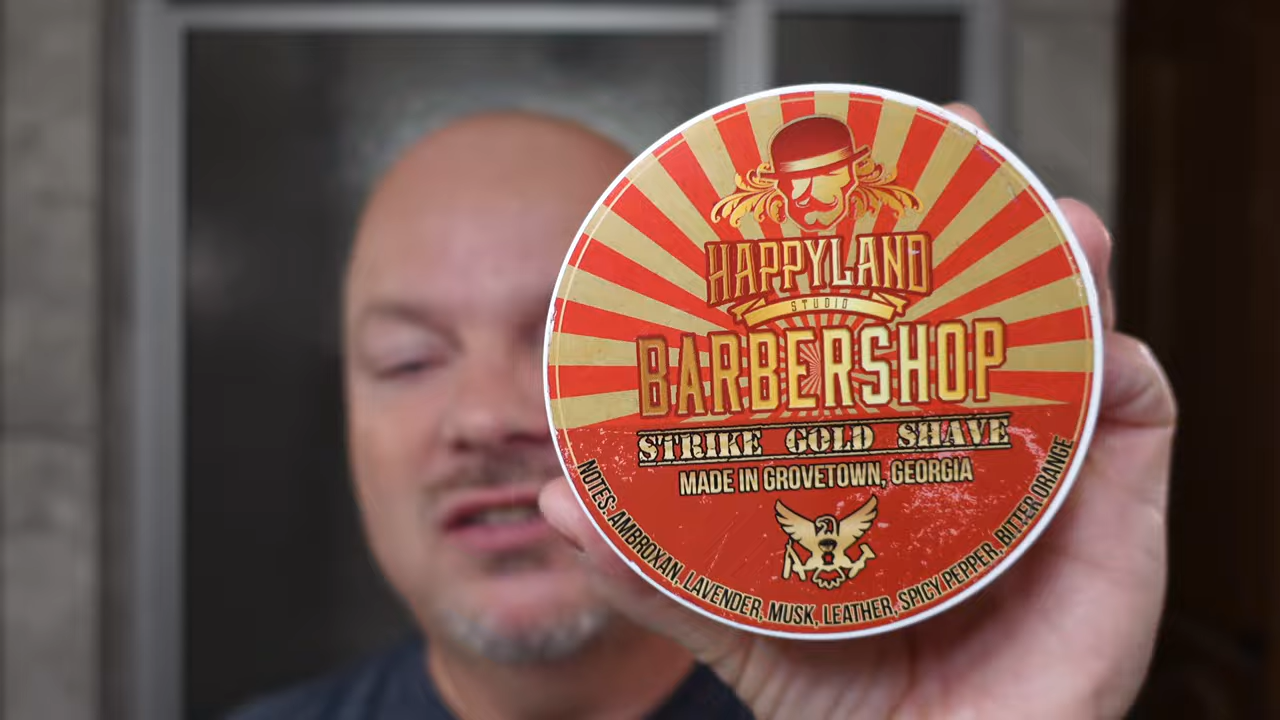 HAPPYLAND
STUDIO
BARBERSHOP
STRIKE GOLD SHAVE
MADE IN GROVETOWN, GEORGIA
NOTES: AMBROXAN, LAVENDER, MUSK, LEATHER, SPICY PEPPER, BITTER ORANGE